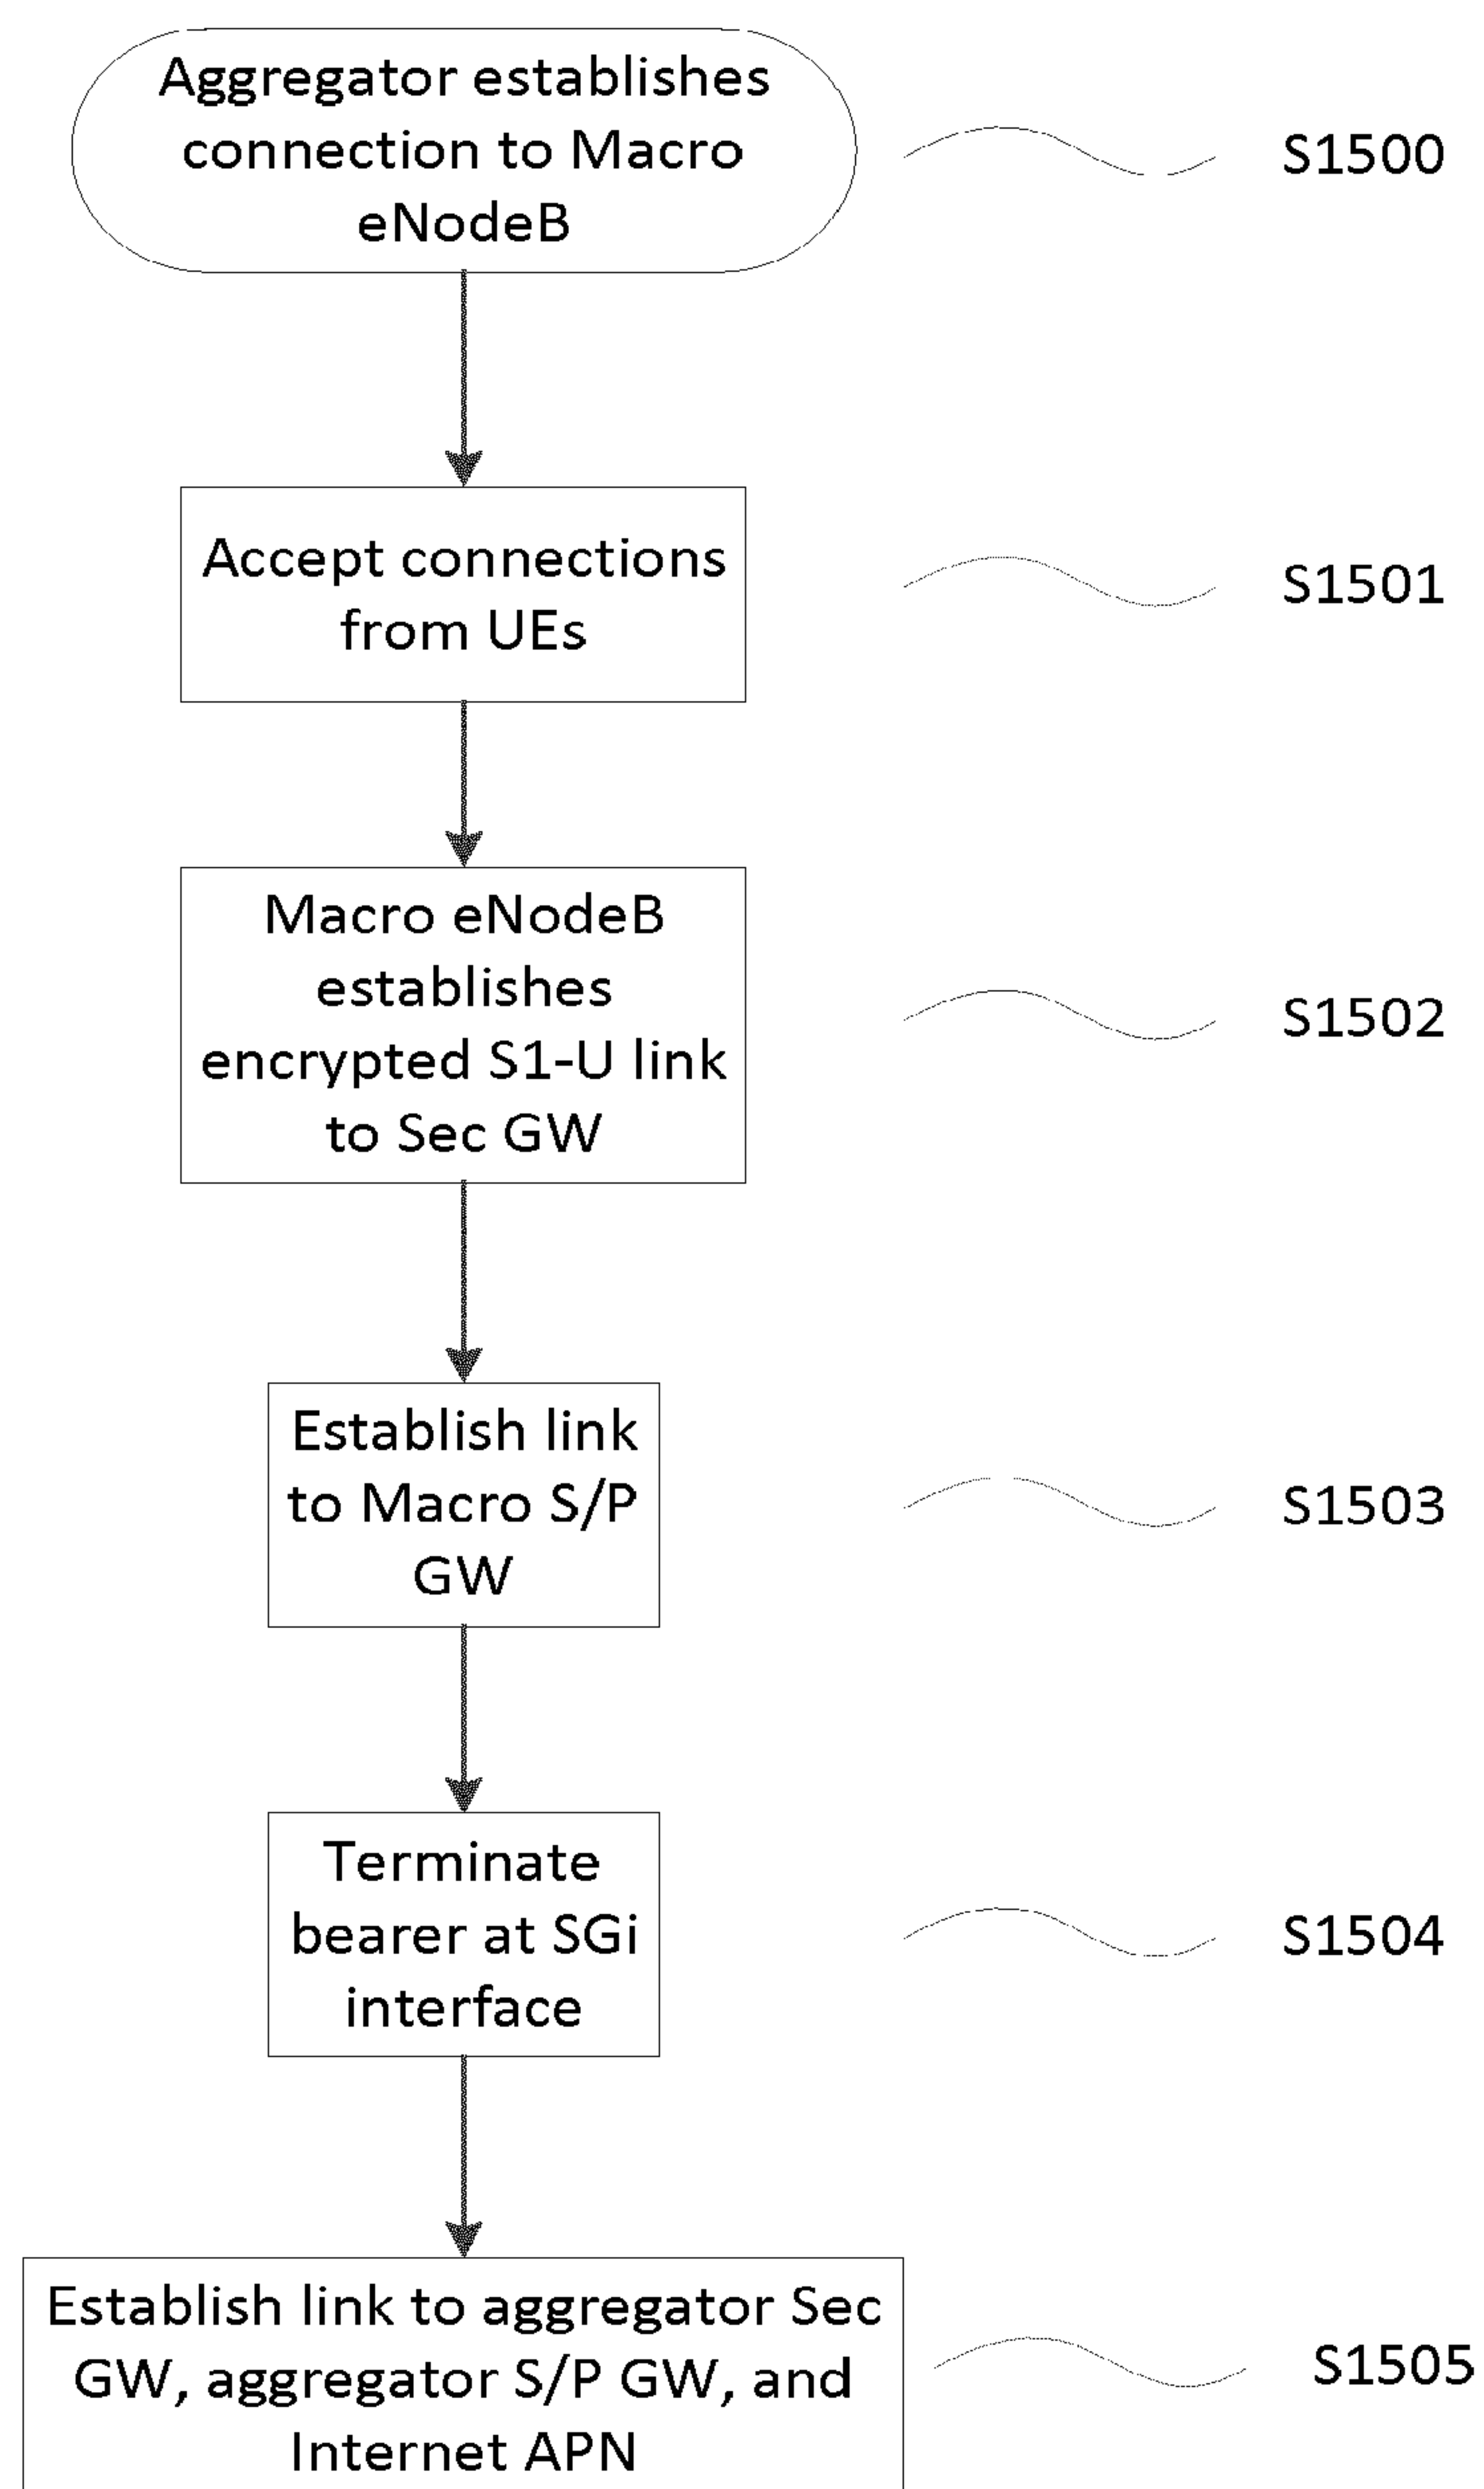 Aggregator establishes
connection to Macro
eNodeB
S1500
Accept connections
from UEs
S1501
Macro eNodeB
establishes
encrypted S1-U link
to Sec GW
S1502
Establish link
to Macro S/P
GW
S1503
Terminate
bearer at SGi
interface
S1504
Establish link to aggregator Sec
GW, aggregator S/P GW, and
Internet APN
S1505